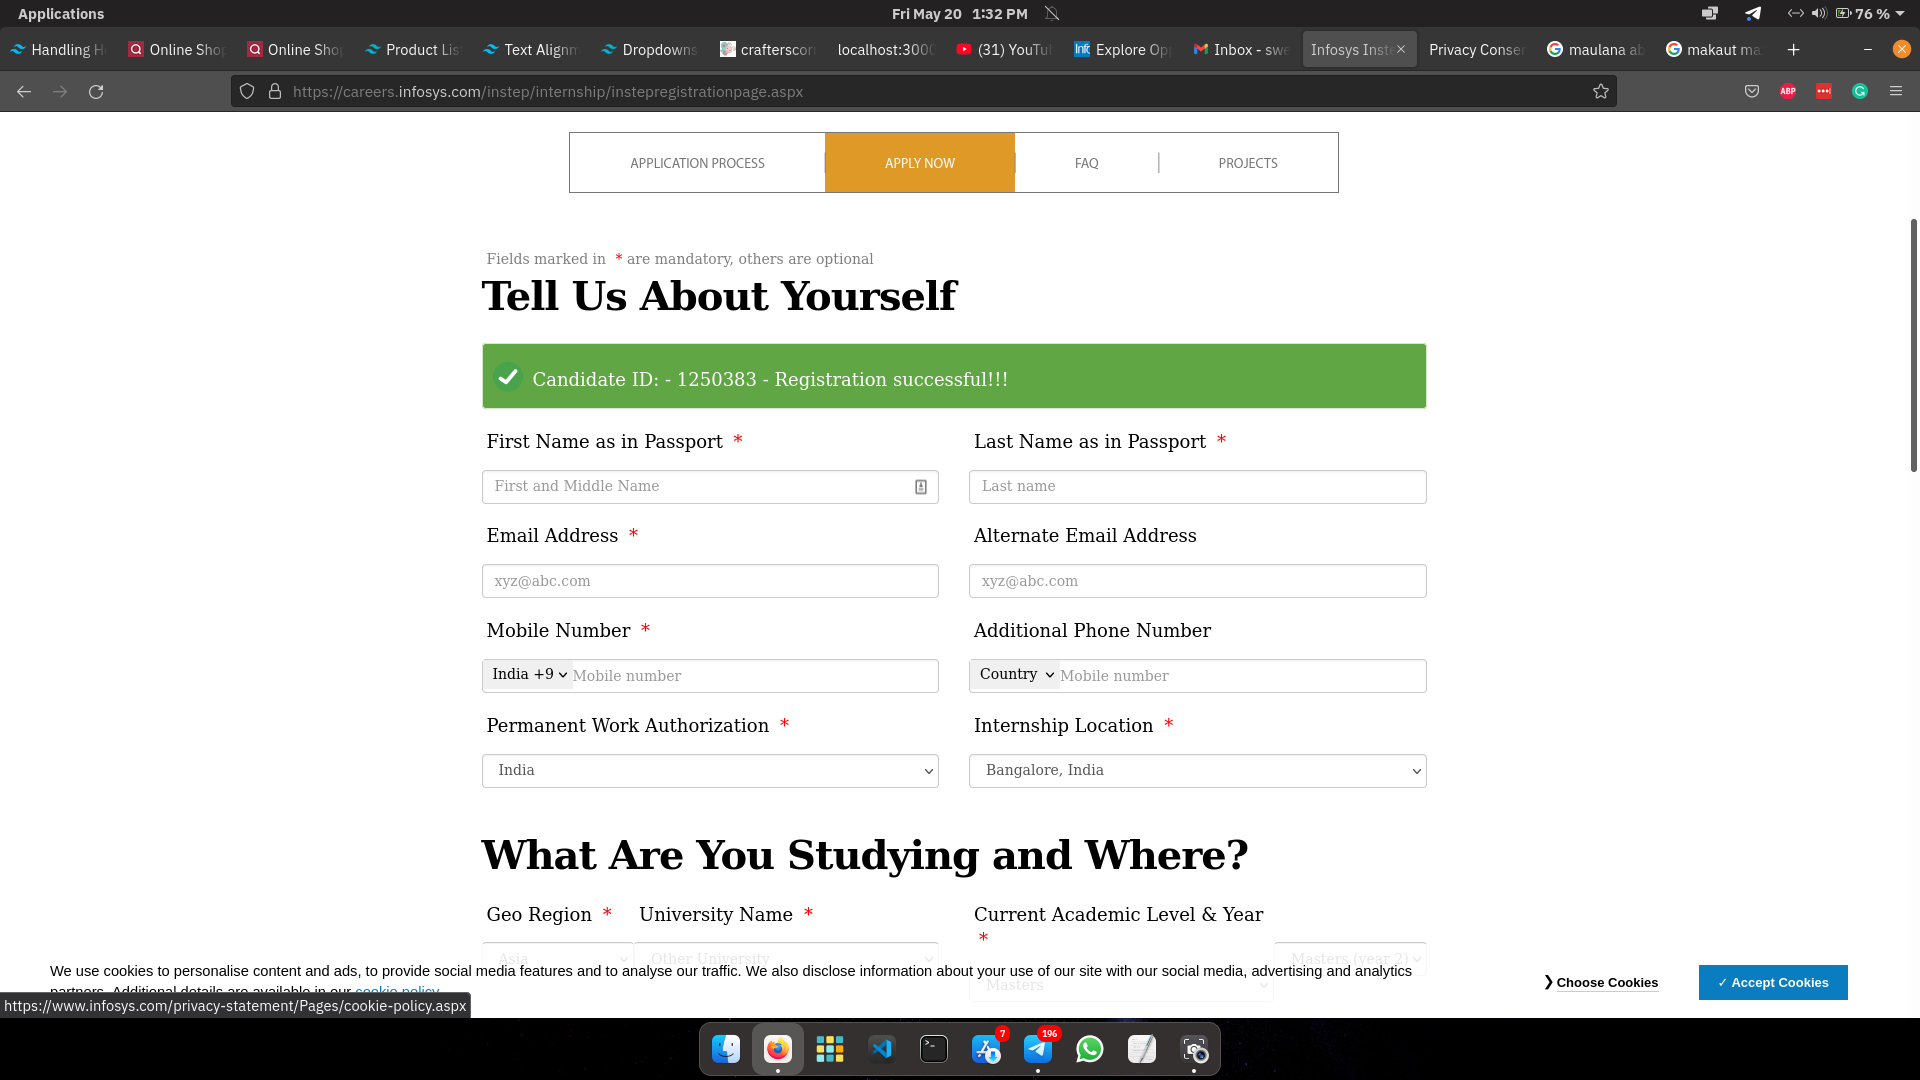 Applications
Fri May 20 1:32 PM
76 %
Handling H
Online Sho
Online Sho
Product Lis
Text Alignm
Dropdowns
crafterscor
localhost:3000
(31) YouTu
Explore Op
Inbox - swe
Infosys Inste
Privacy Conser
maulana ab
makaut ma
https://careers.infosys.com/instep/internship/instepregistrationpage.aspx
ABP
APPLICATION PROCESS
APPLY NOW
FAQ
PROJECTS
Fields marked in * are mandatory, others are optional
Tell Us About Yourself
Candidate ID: - 1250383 - Registration successful!!!
First Name as in Passport *
Last Name as in Passport *
First and Middle Name
Last name
Email Address *
Alternate Email Address
xyz@abc.com
xyz@abc.com
Mobile Number *
Additional Phone Number
India +9
Mobile number
Country
Mobile number
Permanent Work Authorization *
Internship Location *
India
Bangalore, India
What Are You Studying and Where?
Geo Region *
University Name *
Current Academic Level & Year *
Asia
Other University
Masters (year 2)
Masters
We use cookies to personalise content and ads, to provide social media features and to analyse our traffic. We also disclose information about your use of our site with our social media, advertising and analytics
partners. Additional details are available in our cookie policy
❯ Choose Cookies
✓ Accept Cookies
https://www.infosys.com/privacy-statement/Pages/cookie-policy.aspx
7
196